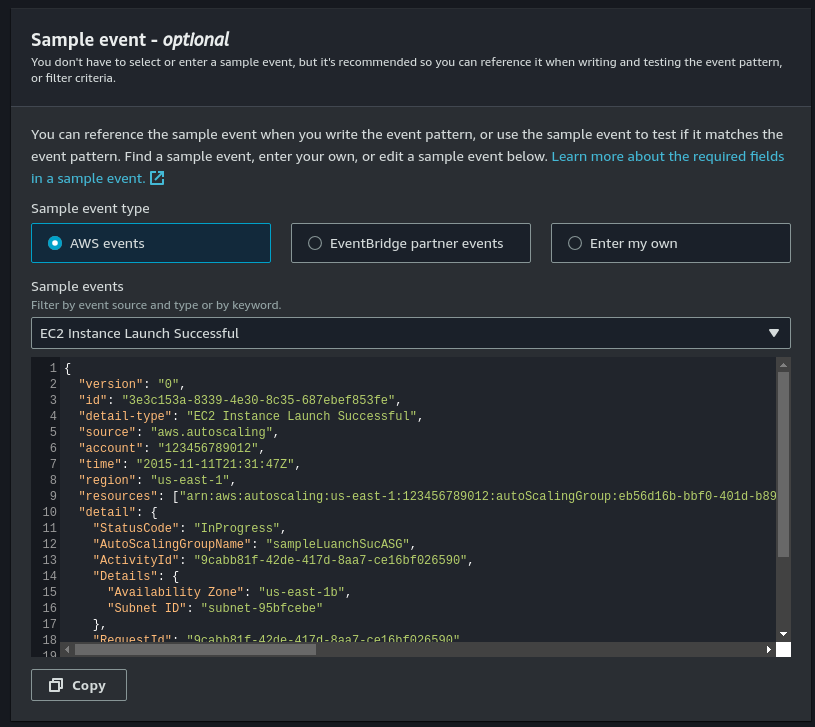 Sample event - optional
You don't have to select or enter a sample event, but it's recommended so you can reference it when writing and testing the event pattern,
or filter criteria.
You can reference the sample event when you write the event pattern, or use the sample event to test if it matches the
event pattern. Find a sample event, enter your own, or edit a sample event below. Learn more about the required fields
in a sample event.
Sample event type
AWS events
EventBridge partner events
Enter my own
Sample events
Filter by event source and type or by keyword.
EC2 Instance Launch Successful
1 {
2 "version": "0",
3 "id": "3e3c153a-8339-4e30-8c35-687ebef853fe",
4 "detail-type": "EC2 Instance Launch Successful",
5 "source": "aws.autoscaling",
6 "account": "123456789012",
7 "time": "2015-11-11T21:31:47Z",
8 "region": "us-east-1",
9 "resources": ["arn:aws:autoscaling:us-east-1:123456789012:autoScalingGroup:eb56d16b-bbf0-401d-b89
10 "detail": {
11 "StatusCode": "InProgress",
12 "AutoScalingGroupName": "sampleLuanchSucASG",
13 "ActivityId": "9cabb81f-42de-417d-8aa7-ce16bf026590",
14 "Details": {
15 "Availability Zone": "us-east-1b",
16 "Subnet ID": "subnet-95bfcebe"
17 },
18 "RequestId": "9cabb81f-42de-417d-8aa7-ce16bf026590"
19
Copy